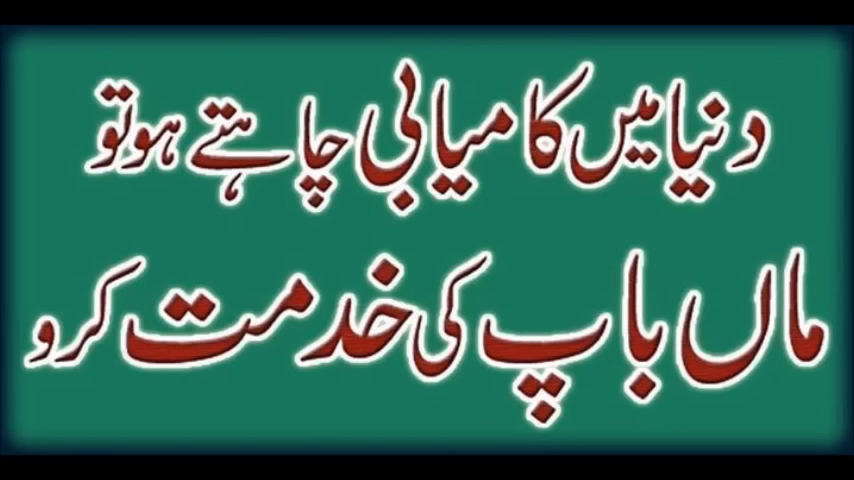 دنیا میں کامیابی چاہتے ہو تو
ماں باپ کی خدمت کرو